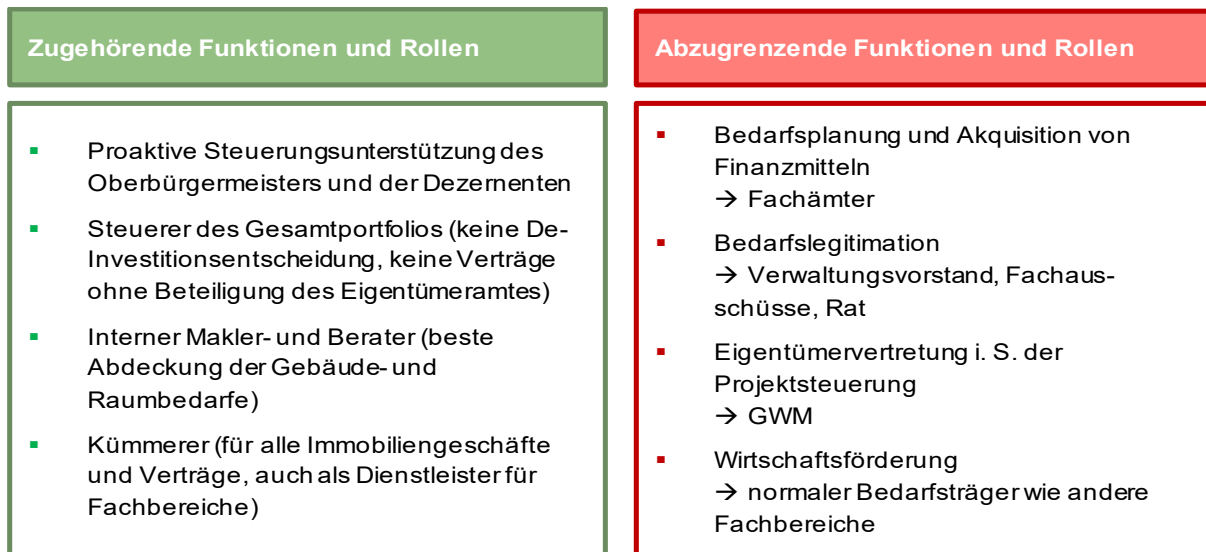 Zugehörende Funktionen und Rollen
▪ Proaktive Steuerungsunterstützung des
Oberbürgermeisters und der Dezernenten
▪ Steuerer des Gesamtportfolios (keine De-
Investitionsentscheidung, keine Verträge
ohne Beteiligung des Eigentümeramtes)
▪ Interner Makler- und Berater (beste
Abdeckung der Gebäude- und
Raumbedarfe)
▪ Kümmerer (für alle Immobiliengeschäfte
und Verträge, auch als Dienstleister für
Fachbereiche)
Abzugrenzende Funktionen und Rollen
▪ Bedarfsplanung und Akquisition von
Finanzmitteln
→ Fachämter
▪ Bedarfslegitimation
→ Verwaltungsvorstand, Fachaus-
schüsse, Rat
▪ Eigentümervertretung i. S. der
Projektsteuerung
→ GWM
▪ Wirtschaftsförderung
→ normaler Bedarfsträger wie andere
Fachbereiche